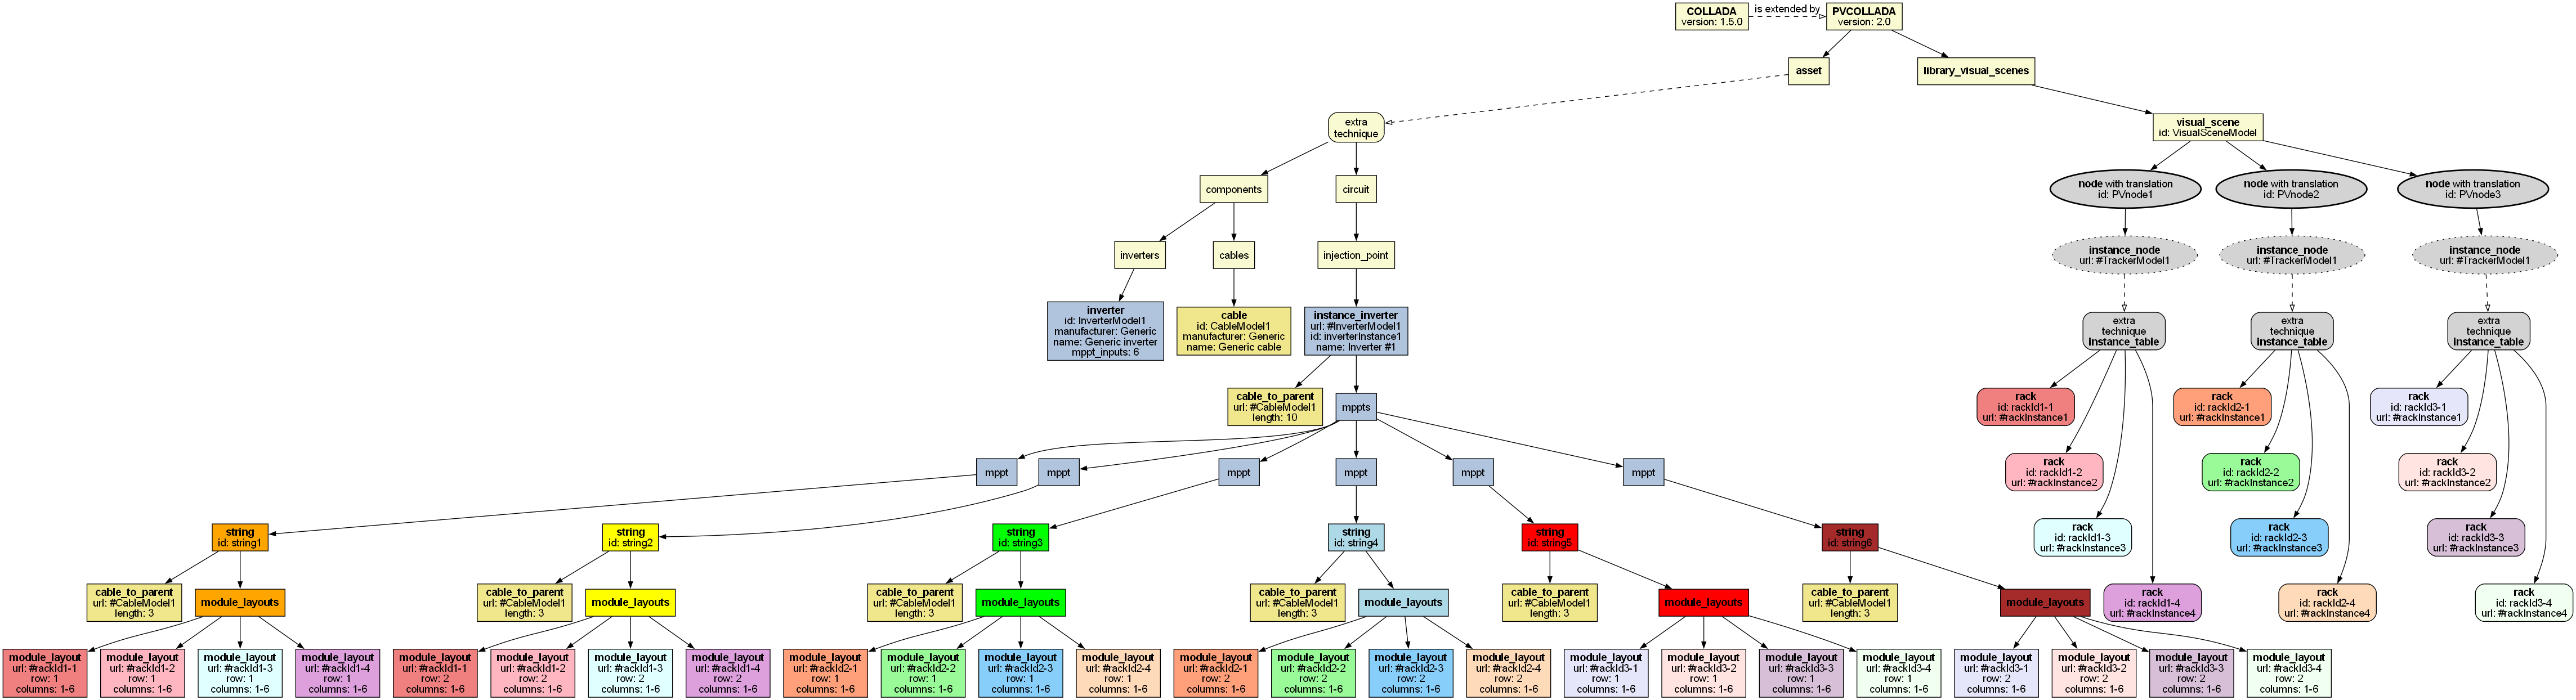 COLLADA
version: 1.5.0
is extended by
PVCOLLADA
version: 2.0
asset
library_visual_scenes
extra
technique
visual_scene
id: VisualSceneModel
components
circuit
node with translation
id: PVnode1
node with translation
id: PVnode2
node with translation
id: PVnode3
inverters
cables
injection_point
instance_node
url: #TrackerModel1
instance_node
url: #TrackerModel1
instance_node
url: #TrackerModel1
inverter
id: InverterModel1
manufacturer: Generic
name: Generic inverter
mppt_inputs: 6
cable
id: CableModel1
manufacturer: Generic
name: Generic cable
instance_inverter
url: #InverterModel1
id: inverterInstance1
name: Inverter #1
extra
technique
instance_table
extra
technique
instance_table
extra
technique
instance_table
cable_to_parent
url: #CableModel1
length: 10
mppts
rack
id: rackId1-1
url: #rackInstance1
rack
id: rackId2-1
url: #rackInstance1
rack
id: rackId3-1
url: #rackInstance1
mppt
mppt
mppt
mppt
mppt
mppt
rack
id: rackId1-2
url: #rackInstance2
rack
id: rackId2-2
url: #rackInstance2
rack
id: rackId3-2
url: #rackInstance2
string
id: string1
string
id: string2
string
id: string3
string
id: string4
string
id: string5
string
id: string6
rack
id: rackId1-3
url: #rackInstance3
rack
id: rackId2-3
url: #rackInstance3
rack
id: rackId3-3
url: #rackInstance3
cable_to_parent
url: #CableModel1
length: 3
module_layouts
cable_to_parent
url: #CableModel1
length: 3
module_layouts
cable_to_parent
url: #CableModel1
length: 3
module_layouts
cable_to_parent
url: #CableModel1
length: 3
module_layouts
cable_to_parent
url: #CableModel1
length: 3
module_layouts
cable_to_parent
url: #CableModel1
length: 3
module_layouts
rack
id: rackId1-4
url: #rackInstance4
rack
id: rackId2-4
url: #rackInstance4
rack
id: rackId3-4
url: #rackInstance4
module_layout
url: #rackId1-1
row: 1
columns: 1-6
module_layout
url: #rackId1-2
row: 1
columns: 1-6
module_layout
url: #rackId1-3
row: 1
columns: 1-6
module_layout
url: #rackId1-4
row: 1
columns: 1-6
module_layout
url: #rackId1-1
row: 2
columns: 1-6
module_layout
url: #rackId1-2
row: 2
columns: 1-6
module_layout
url: #rackId1-3
row: 2
columns: 1-6
module_layout
url: #rackId1-4
row: 2
columns: 1-6
module_layout
url: #rackId2-1
row: 1
columns: 1-6
module_layout
url: #rackId2-2
row: 1
columns: 1-6
module_layout
url: #rackId2-3
row: 1
columns: 1-6
module_layout
url: #rackId2-4
row: 1
columns: 1-6
module_layout
url: #rackId2-1
row: 2
columns: 1-6
module_layout
url: #rackId2-2
row: 2
columns: 1-6
module_layout
url: #rackId2-3
row: 2
columns: 1-6
module_layout
url: #rackId2-4
row: 2
columns: 1-6
module_layout
url: #rackId3-1
row: 1
columns: 1-6
module_layout
url: #rackId3-2
row: 1
columns: 1-6
module_layout
url: #rackId3-3
row: 1
columns: 1-6
module_layout
url: #rackId3-4
row: 1
columns: 1-6
module_layout
url: #rackId3-1
row: 2
columns: 1-6
module_layout
url: #rackId3-2
row: 2
columns: 1-6
module_layout
url: #rackId3-3
row: 2
columns: 1-6
module_layout
url: #rackId3-4
row: 2
columns: 1-6